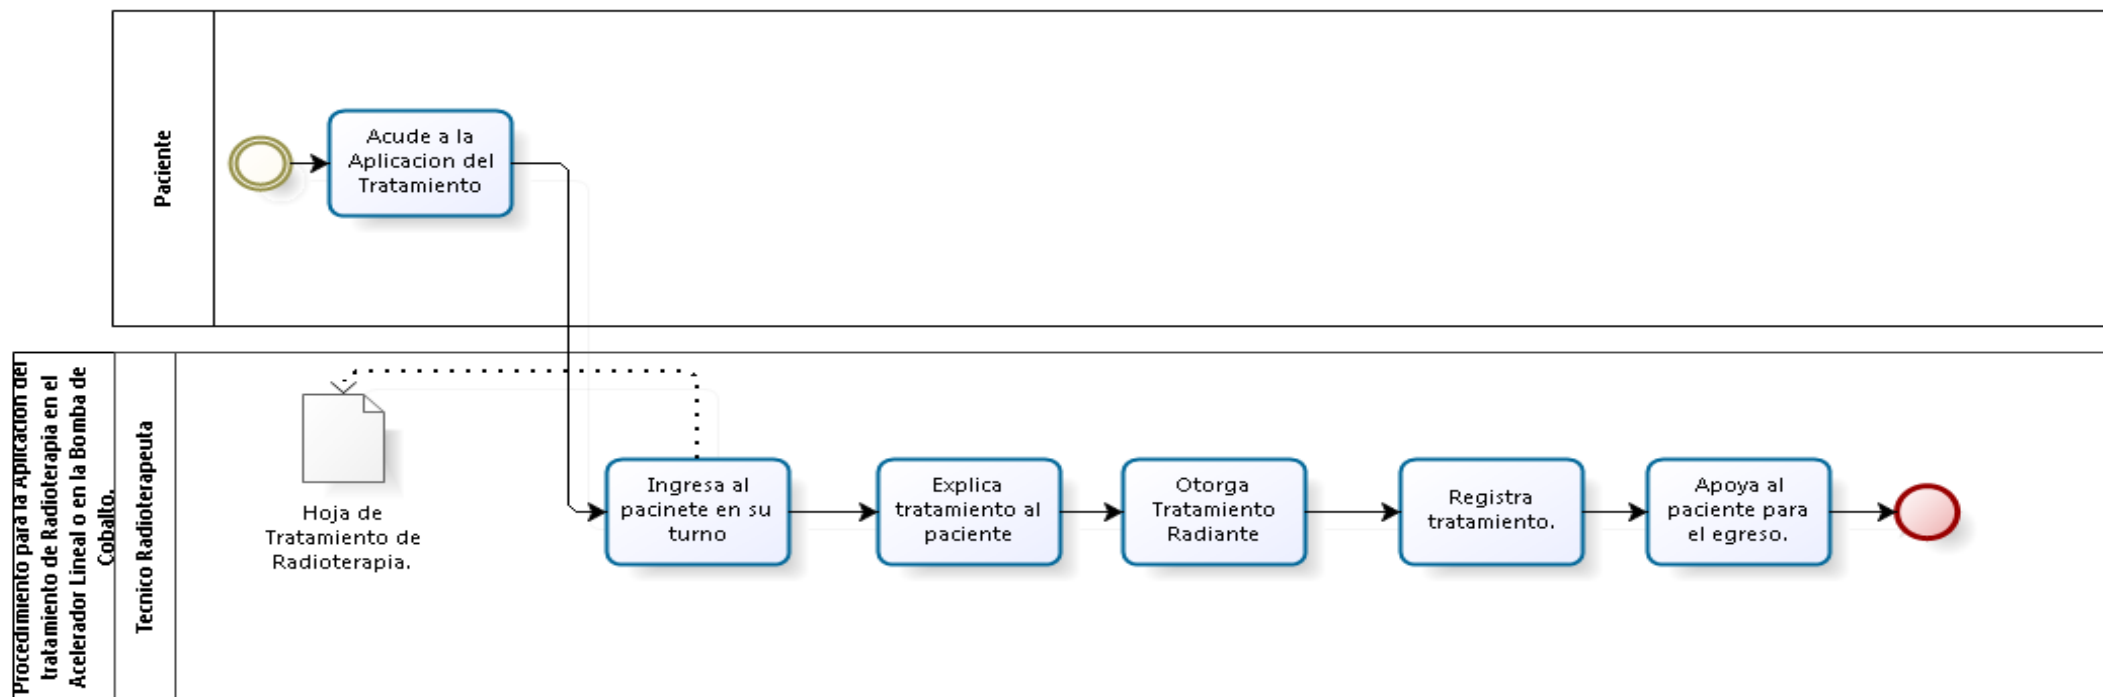 Paciente
Acude a la
Aplicacion del
Tratamiento
Procedimiento para la Aplicación del
tratamiento de Radioterapia en el
Acelerador Lineal o en la Bomba de
Cobalto.
Tecnico Radioterapeuta
Hoja de
Tratamiento de
Radioterapia.
Ingresa al
pacinete en su
turno
Explica
tratamiento al
paciente
Otorga
Tratamiento
Radiante
Registra
tratamiento.
Apoya al
paciente para
el egreso.